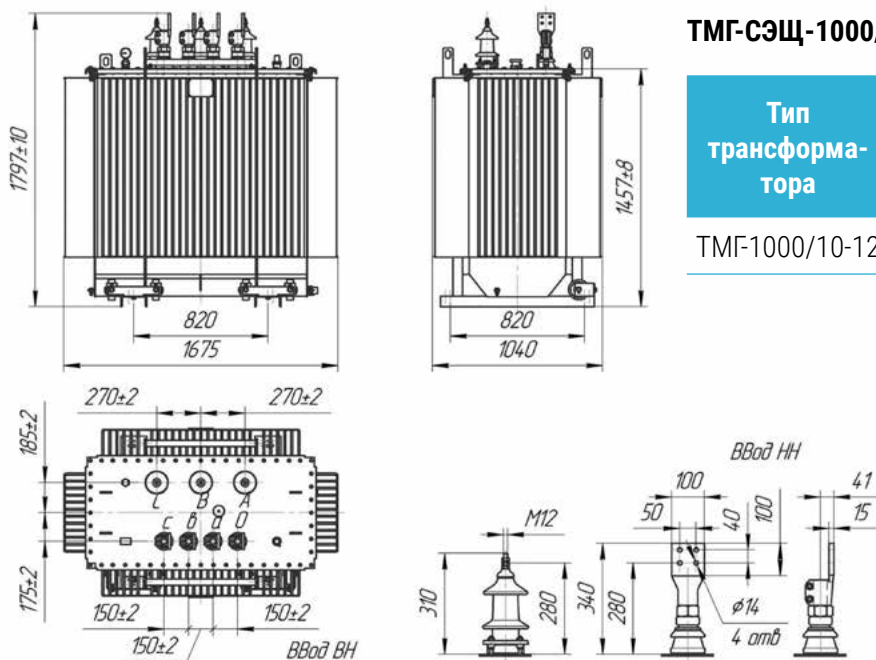 ТМГ-СЭЩ-1000/
Тип
трансформа-
тора
ТМГ-1000/10-12
1797±10
820
1675
1457±8
820
1040
270±2
270±2
185±2
175±2
C
B
A
c
в
a
0
150±2
150±2
150±2
Ввод ВН
М12
310
280
Ввод НН
100
50
40
100
340
280
ø14
4 отв
41
15